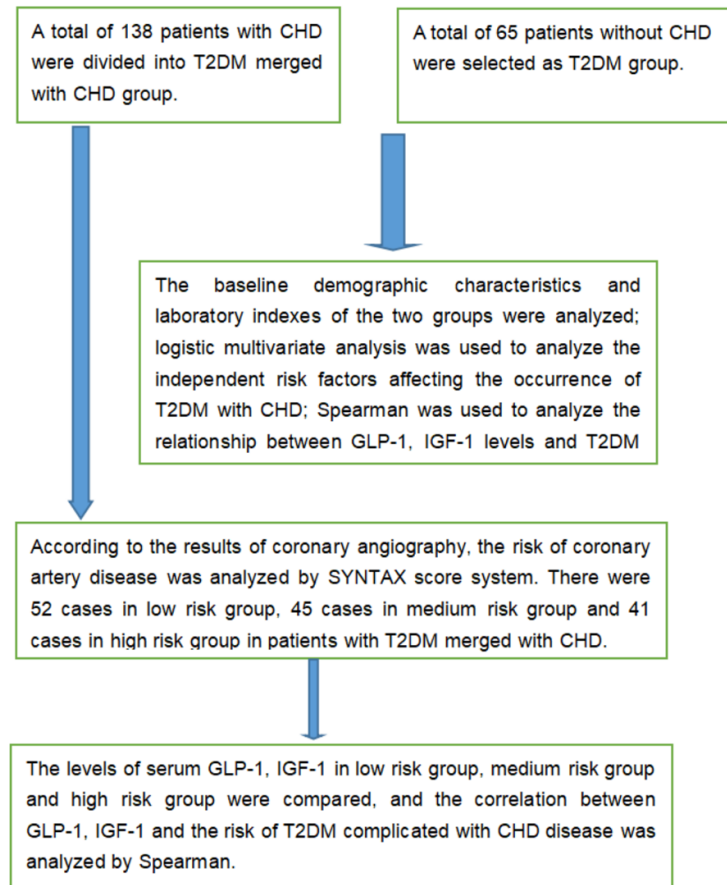 A total of 138 patients with CHD
were divided into T2DM merged
with CHD group.
A total of 65 patients without CHD
were selected as T2DM group.
The baseline demographic characteristics and
laboratory indexes of the two groups were analyzed;
logistic multivariate analysis was used to analyze the
independent risk factors affecting the occurrence of
T2DM with CHD; Spearman was used to analyze the
relationship between GLP-1, IGF-1 levels and T2DM
According to the results of coronary angiography, the risk of coronary
artery disease was analyzed by SYNTAX score system. There were
52 cases in low risk group, 45 cases in medium risk group and 41
cases in high risk group in patients with T2DM merged with CHD.
The levels of serum GLP-1, IGF-1 in low risk group, medium risk group
and high risk group were compared, and the correlation between
GLP-1, IGF-1 and the risk of T2DM complicated with CHD disease was
analyzed by Spearman.